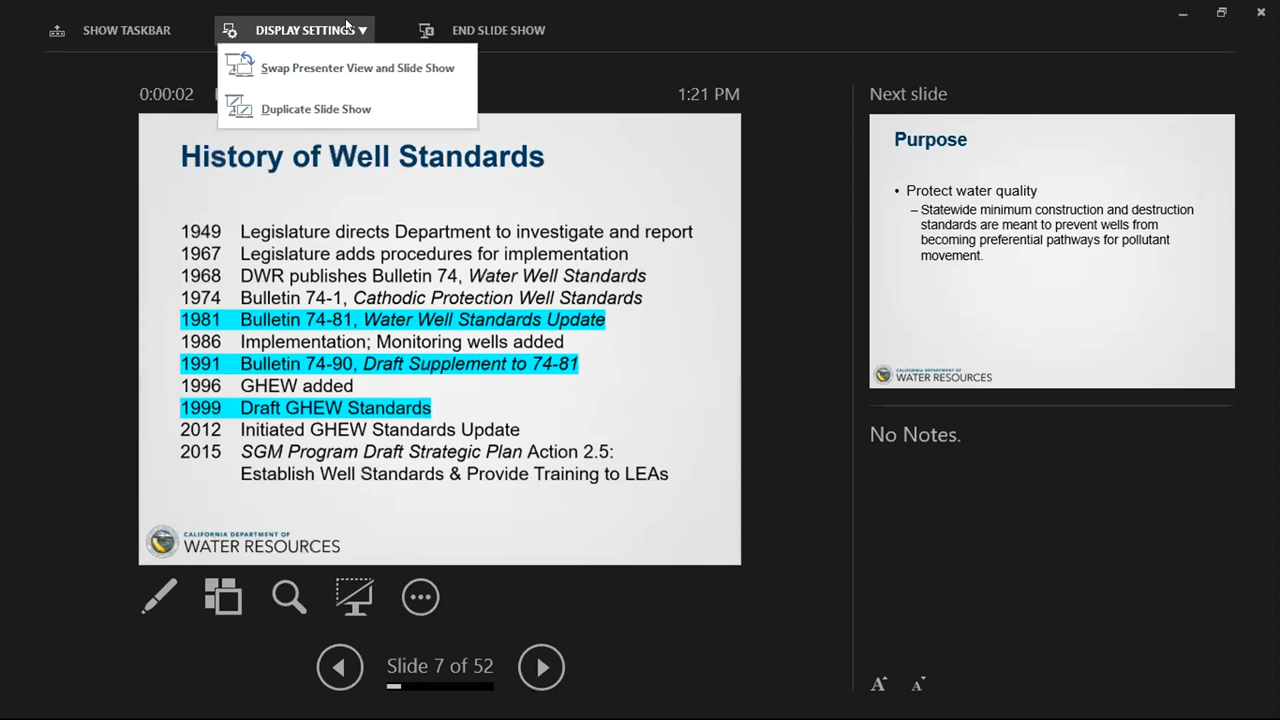 SHOW TASKBAR
DISPLAY SETTINGS ▼
END SLIDE SHOW
Swap Presenter View and Slide Show
Duplicate Slide Show
0:00:02
1:21 PM
History of Well Standards
1949 Legislature directs Department to investigate and report
1967 Legislature adds procedures for implementation
1968 DWR publishes Bulletin 74, Water Well Standards
1974 Bulletin 74-1, Cathodic Protection Well Standards
1981 Bulletin 74-81, Water Well Standards Update
1986 Implementation; Monitoring wells added
1991 Bulletin 74-90, Draft Supplement to 74-81
1996 GHEW added
1999 Draft GHEW Standards
2012 Initiated GHEW Standards Update
2015 SGM Program Draft Strategic Plan Action 2.5:
Establish Well Standards & Provide Training to LEAs
CALIFORNIA DEPARTMENT OF
WATER RESOURCES
Slide 7 of 52
Next slide
Purpose
• Protect water quality
– Statewide minimum construction and destruction
standards are meant to prevent wells from
becoming preferential pathways for pollutant
movement.
CALIFORNIA DEPARTMENT OF
WATER RESOURCES
No Notes.
A A